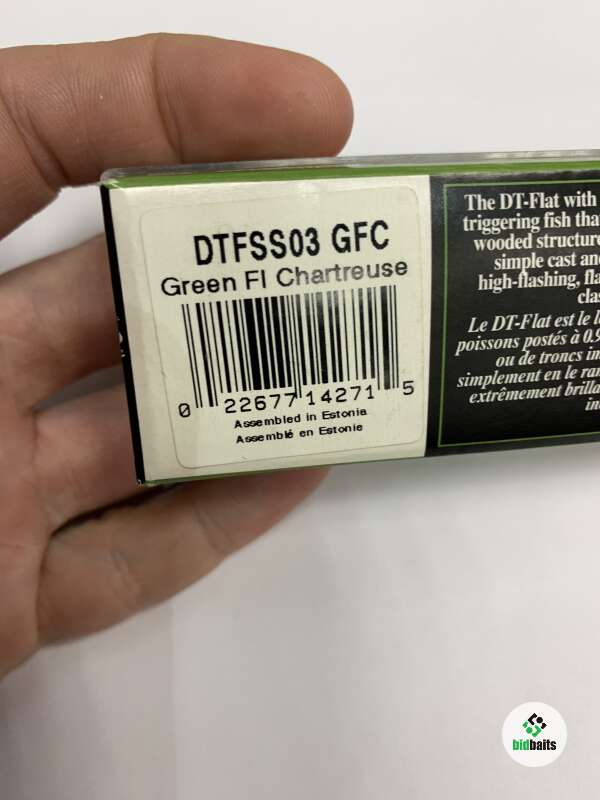 DTFSS03 GFC
Green Fl Chartreuse
0 22677 14271 5
Assembled in Estonia
Assemblé en Estonie
The DT-Flat with
triggering fish tha
wooded structure
simple cast and
high-flashing, fla
clas
Le DT-Flat est le l
poissons postés à 0.9
ou de troncs im
simplement en le ram
extrêmement brilla
in
bidbaits